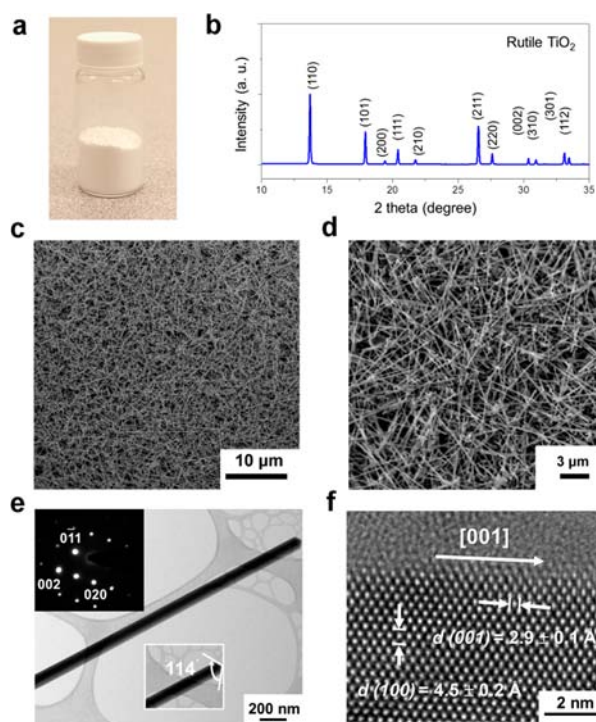 a
b
Rutile TiO₂
Intensity (a. u.)
(110)
(101)
(200)
(111)
(210)
(211)
(220)
(002)
(310)
(301)
(112)
10 15 20 25 30 35
2 theta (degree)
c
10 µm
d
3 µm
e
011̄
002
020
114°
200 nm
f
[001]
d (001) = 2.9 ± 0.1 A
d (100) = 4.5 ± 0.2 A
2 nm